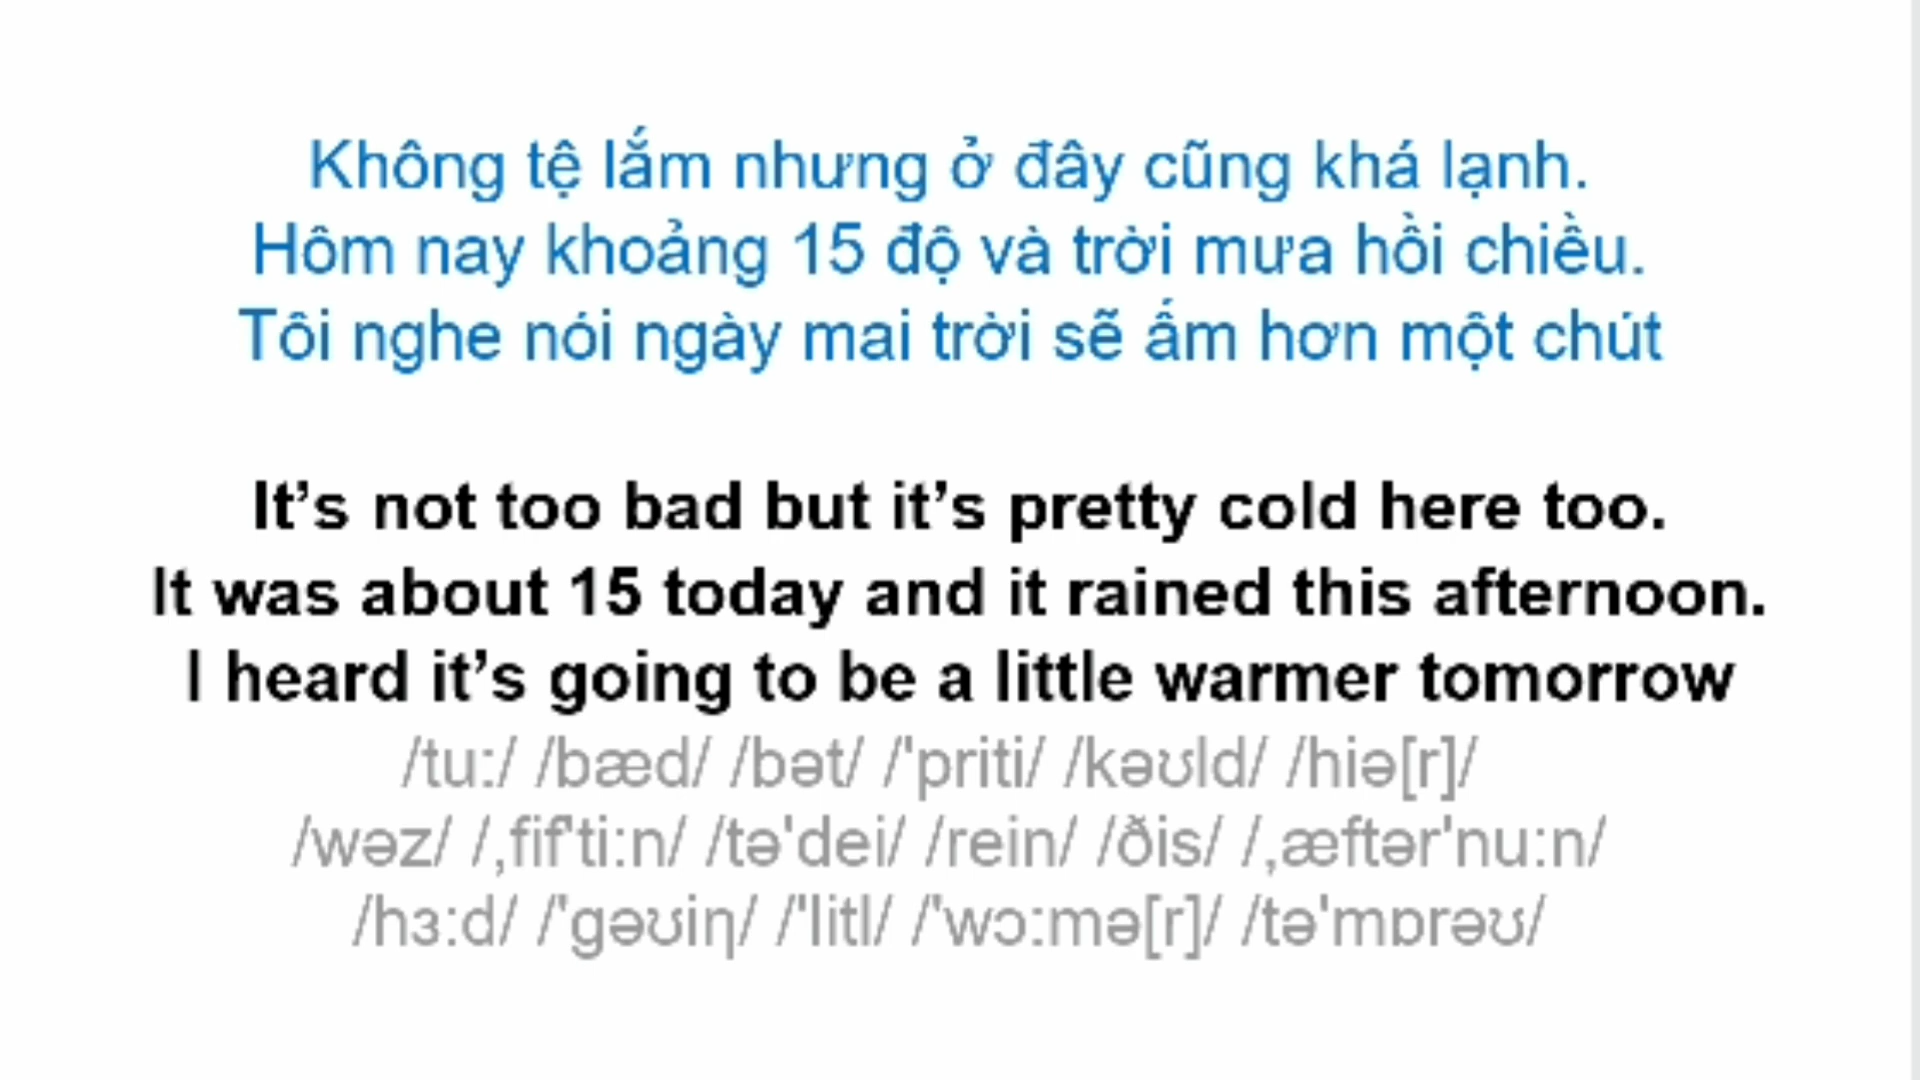 Không tệ lắm nhưng ở đây cũng khá lạnh.
Hôm nay khoảng 15 độ và trời mưa hồi chiều.
Tôi nghe nói ngày mai trời sẽ ấm hơn một chút
It’s not too bad but it’s pretty cold here too.
It was about 15 today and it rained this afternoon.
I heard it’s going to be a little warmer tomorrow
/tu:/ /bæd/ /bət/ /'priti/ /kəʊld/ /hiə[r]/
/wəz/ /,fif'ti:n/ /tə'dei/ /rein/ /ðis/ /,æftər'nu:n/
/hɜ:d/ /'gəʊiη/ /'litl/ /'wɔ:mə[r]/ /tə'mɒrəʊ/